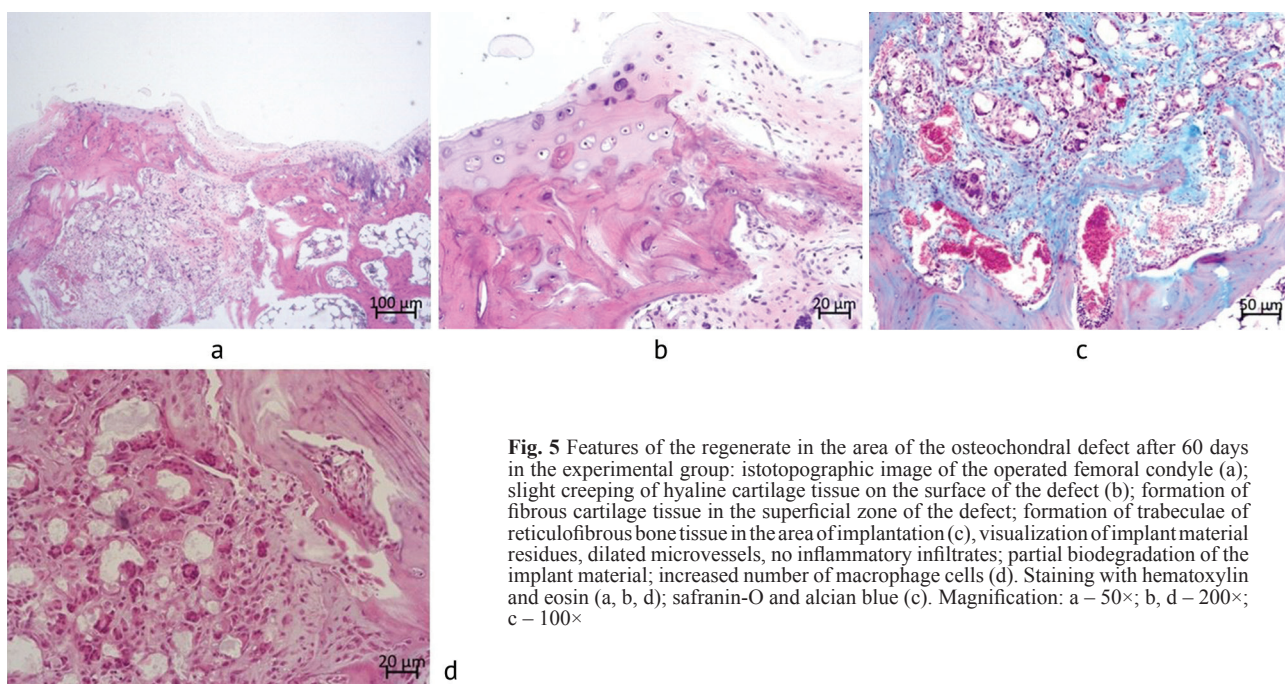 100 µm
20 µm
50 µm
a
b
c
20 µm
d
Fig. 5 Features of the regenerate in the area of the osteochondral defect after 60 days
in the experimental group: istotopographic image of the operated femoral condyle (a);
slight creeping of hyaline cartilage tissue on the surface of the defect (b); formation of
fibrous cartilage tissue in the superficial zone of the defect; formation of trabeculae of
reticulofibrous bone tissue in the area of implantation (c), visualization of implant material
residues, dilated microvessels, no inflammatory infiltrates; partial biodegradation of the
implant material; increased number of macrophage cells (d). Staining with hematoxylin
and eosin (a, b, d); safranin-O and alcian blue (c). Magnification: a – 50×; b, d – 200×;
c – 100×